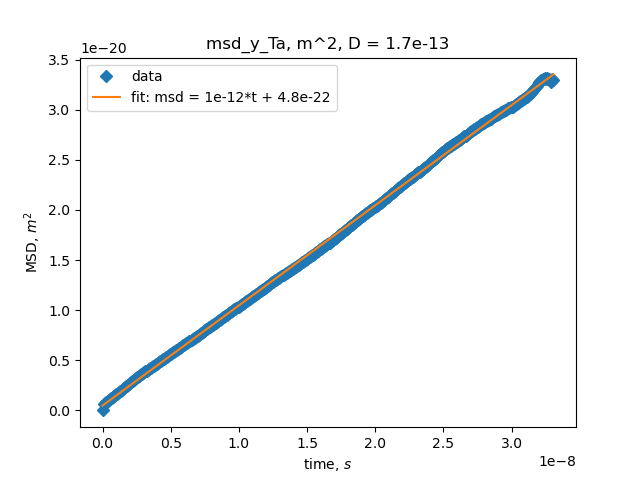 msd_y_Ta, m^2, D = 1.7e-13
1e−20
data
fit: msd = 1e-12*t + 4.8e-22
3.5
3.0
2.5
2.0
1.5
1.0
0.5
0.0
MSD, m²
0.0 0.5 1.0 1.5 2.0 2.5 3.0
1e−8
time, s